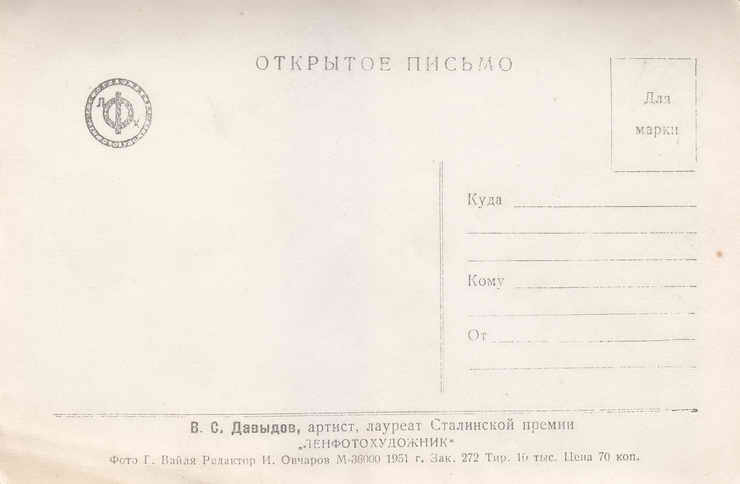 ОТКРЫТОЕ ПИСЬМО
ЛФХ
Для
марки
Куда
Кому
От
В. С. Давыдов, артист, лауреат Сталинской премии
„ЛЕНФОТОХУДОЖНИК“
Фото Г. Вайля Редактор И. Овчаров М-36000 1951 г. Зак. 272 Тир. 10 тыс. Цена 70 коп.